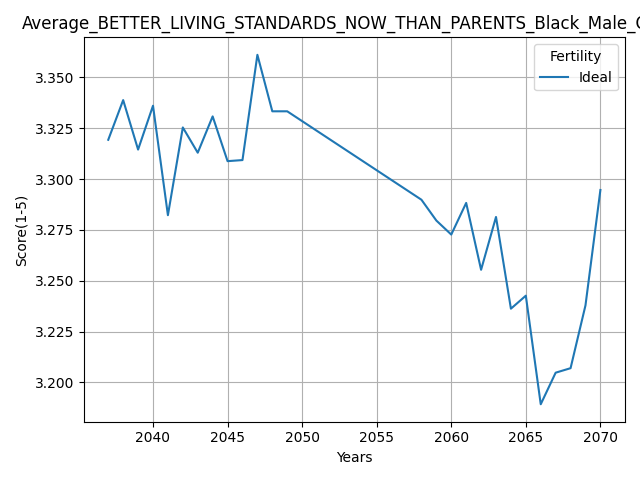 Average_BETTER_LIVING_STANDARDS_NOW_THAN_PARENTS_Black_Male_
Fertility
Ideal
3.350
3.325
3.300
3.275
3.250
3.225
3.200
Score(1-5)
2040 2045 2050 2055 2060 2065 2070
Years